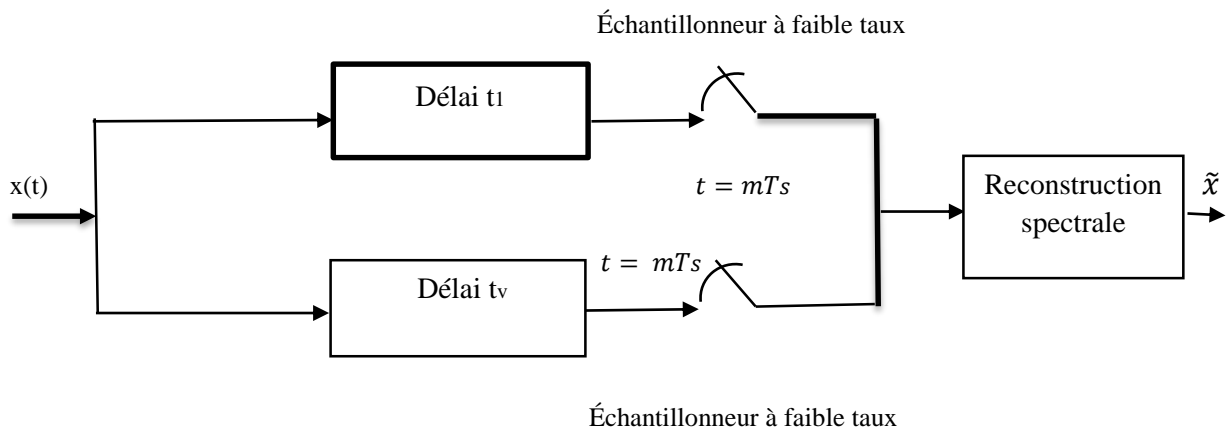 Échantillonneur à faible taux
Délai t1
x(t)
t = mTs
Reconstruction
spectrale
x̃
t = mTs
Délai tv
Échantillonneur à faible taux